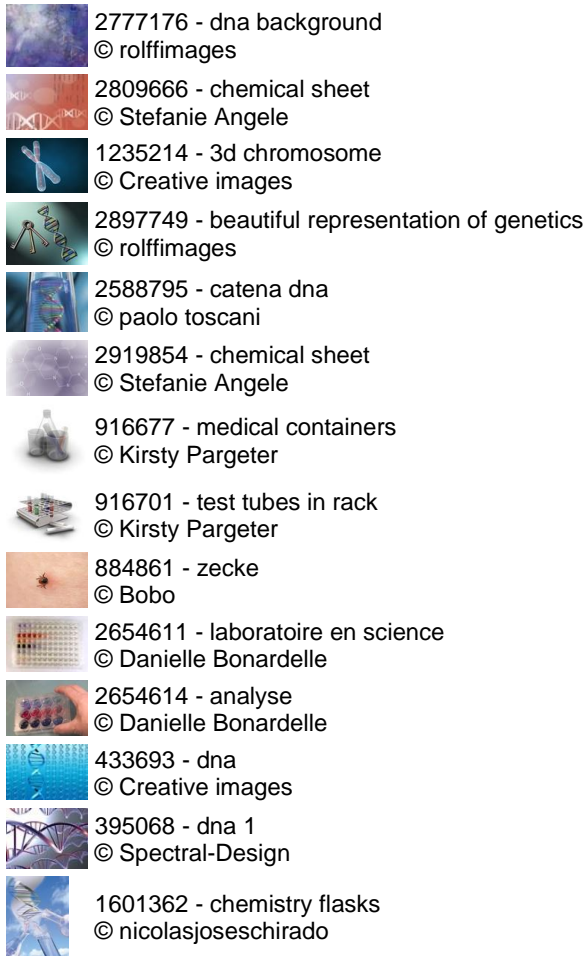 2777176 - dna background
© rolffimages
2809666 - chemical sheet
© Stefanie Angele
1235214 - 3d chromosome
© Creative images
2897749 - beautiful representation of genetics
© rolffimages
2588795 - catena dna
© paolo toscani
2919854 - chemical sheet
© Stefanie Angele
916677 - medical containers
© Kirsty Pargeter
916701 - test tubes in rack
© Kirsty Pargeter
884861 - zecke
© Bobo
2654611 - laboratoire en science
© Danielle Bonardelle
2654614 - analyse
© Danielle Bonardelle
433693 - dna
© Creative images
395068 - dna 1
© Spectral-Design
1601362 - chemistry flasks
© nicolasjoseschirado